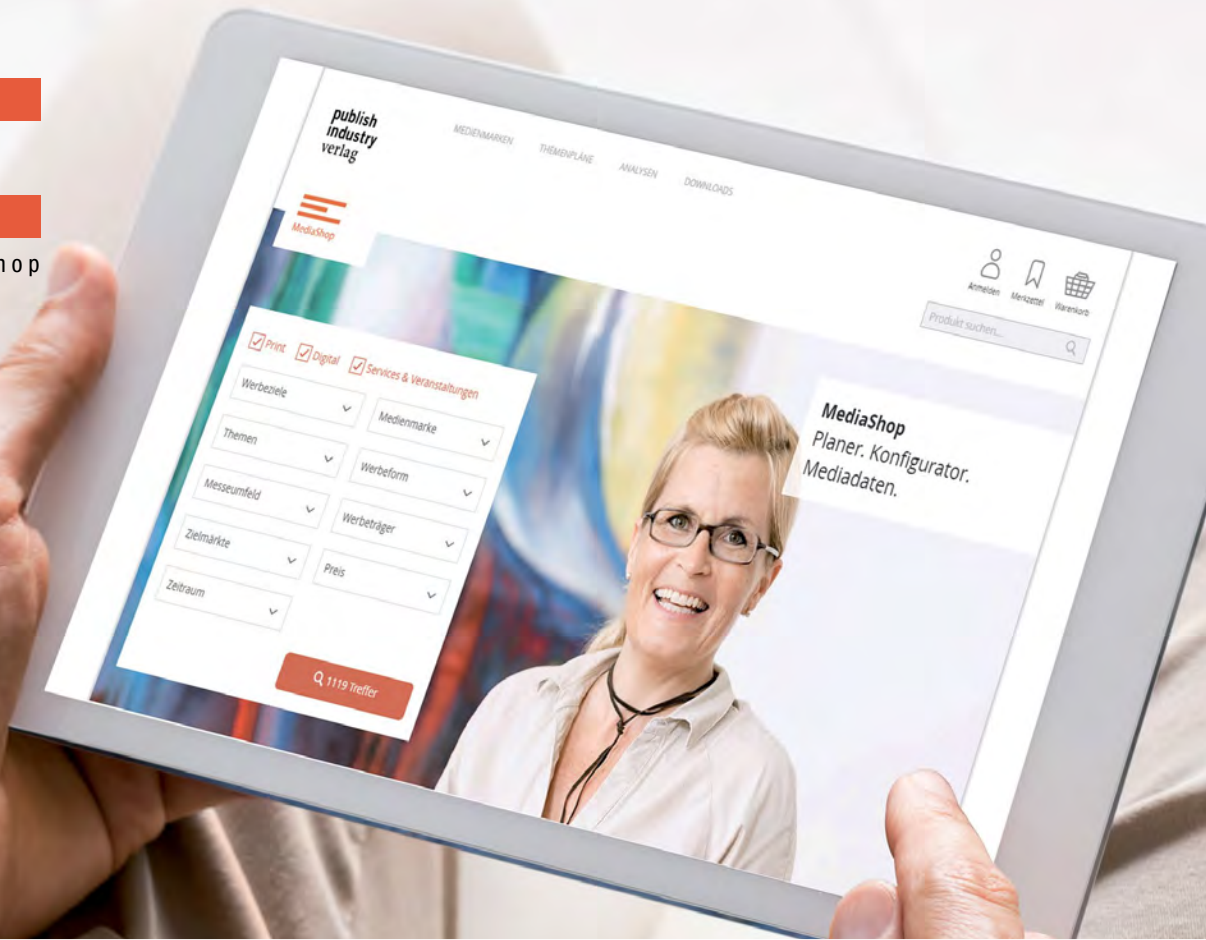 hop
publish
industry
verlag
MEDIENMARKEN
THEMENPLÄNE
ANALYSEN
DOWNLOADS
MediaShop
Anmelden
Merkzettel
Warenkorb
Produkt suchen...
Print
Digital
Services & Veranstaltungen
Werbeziele
Medienmarke
Themen
Werbeform
Messeumfeld
Werbeträger
Zielmärkte
Preis
Zeitraum
1119 Treffer
MediaShop
Planer. Konfigurator.
Mediadaten.